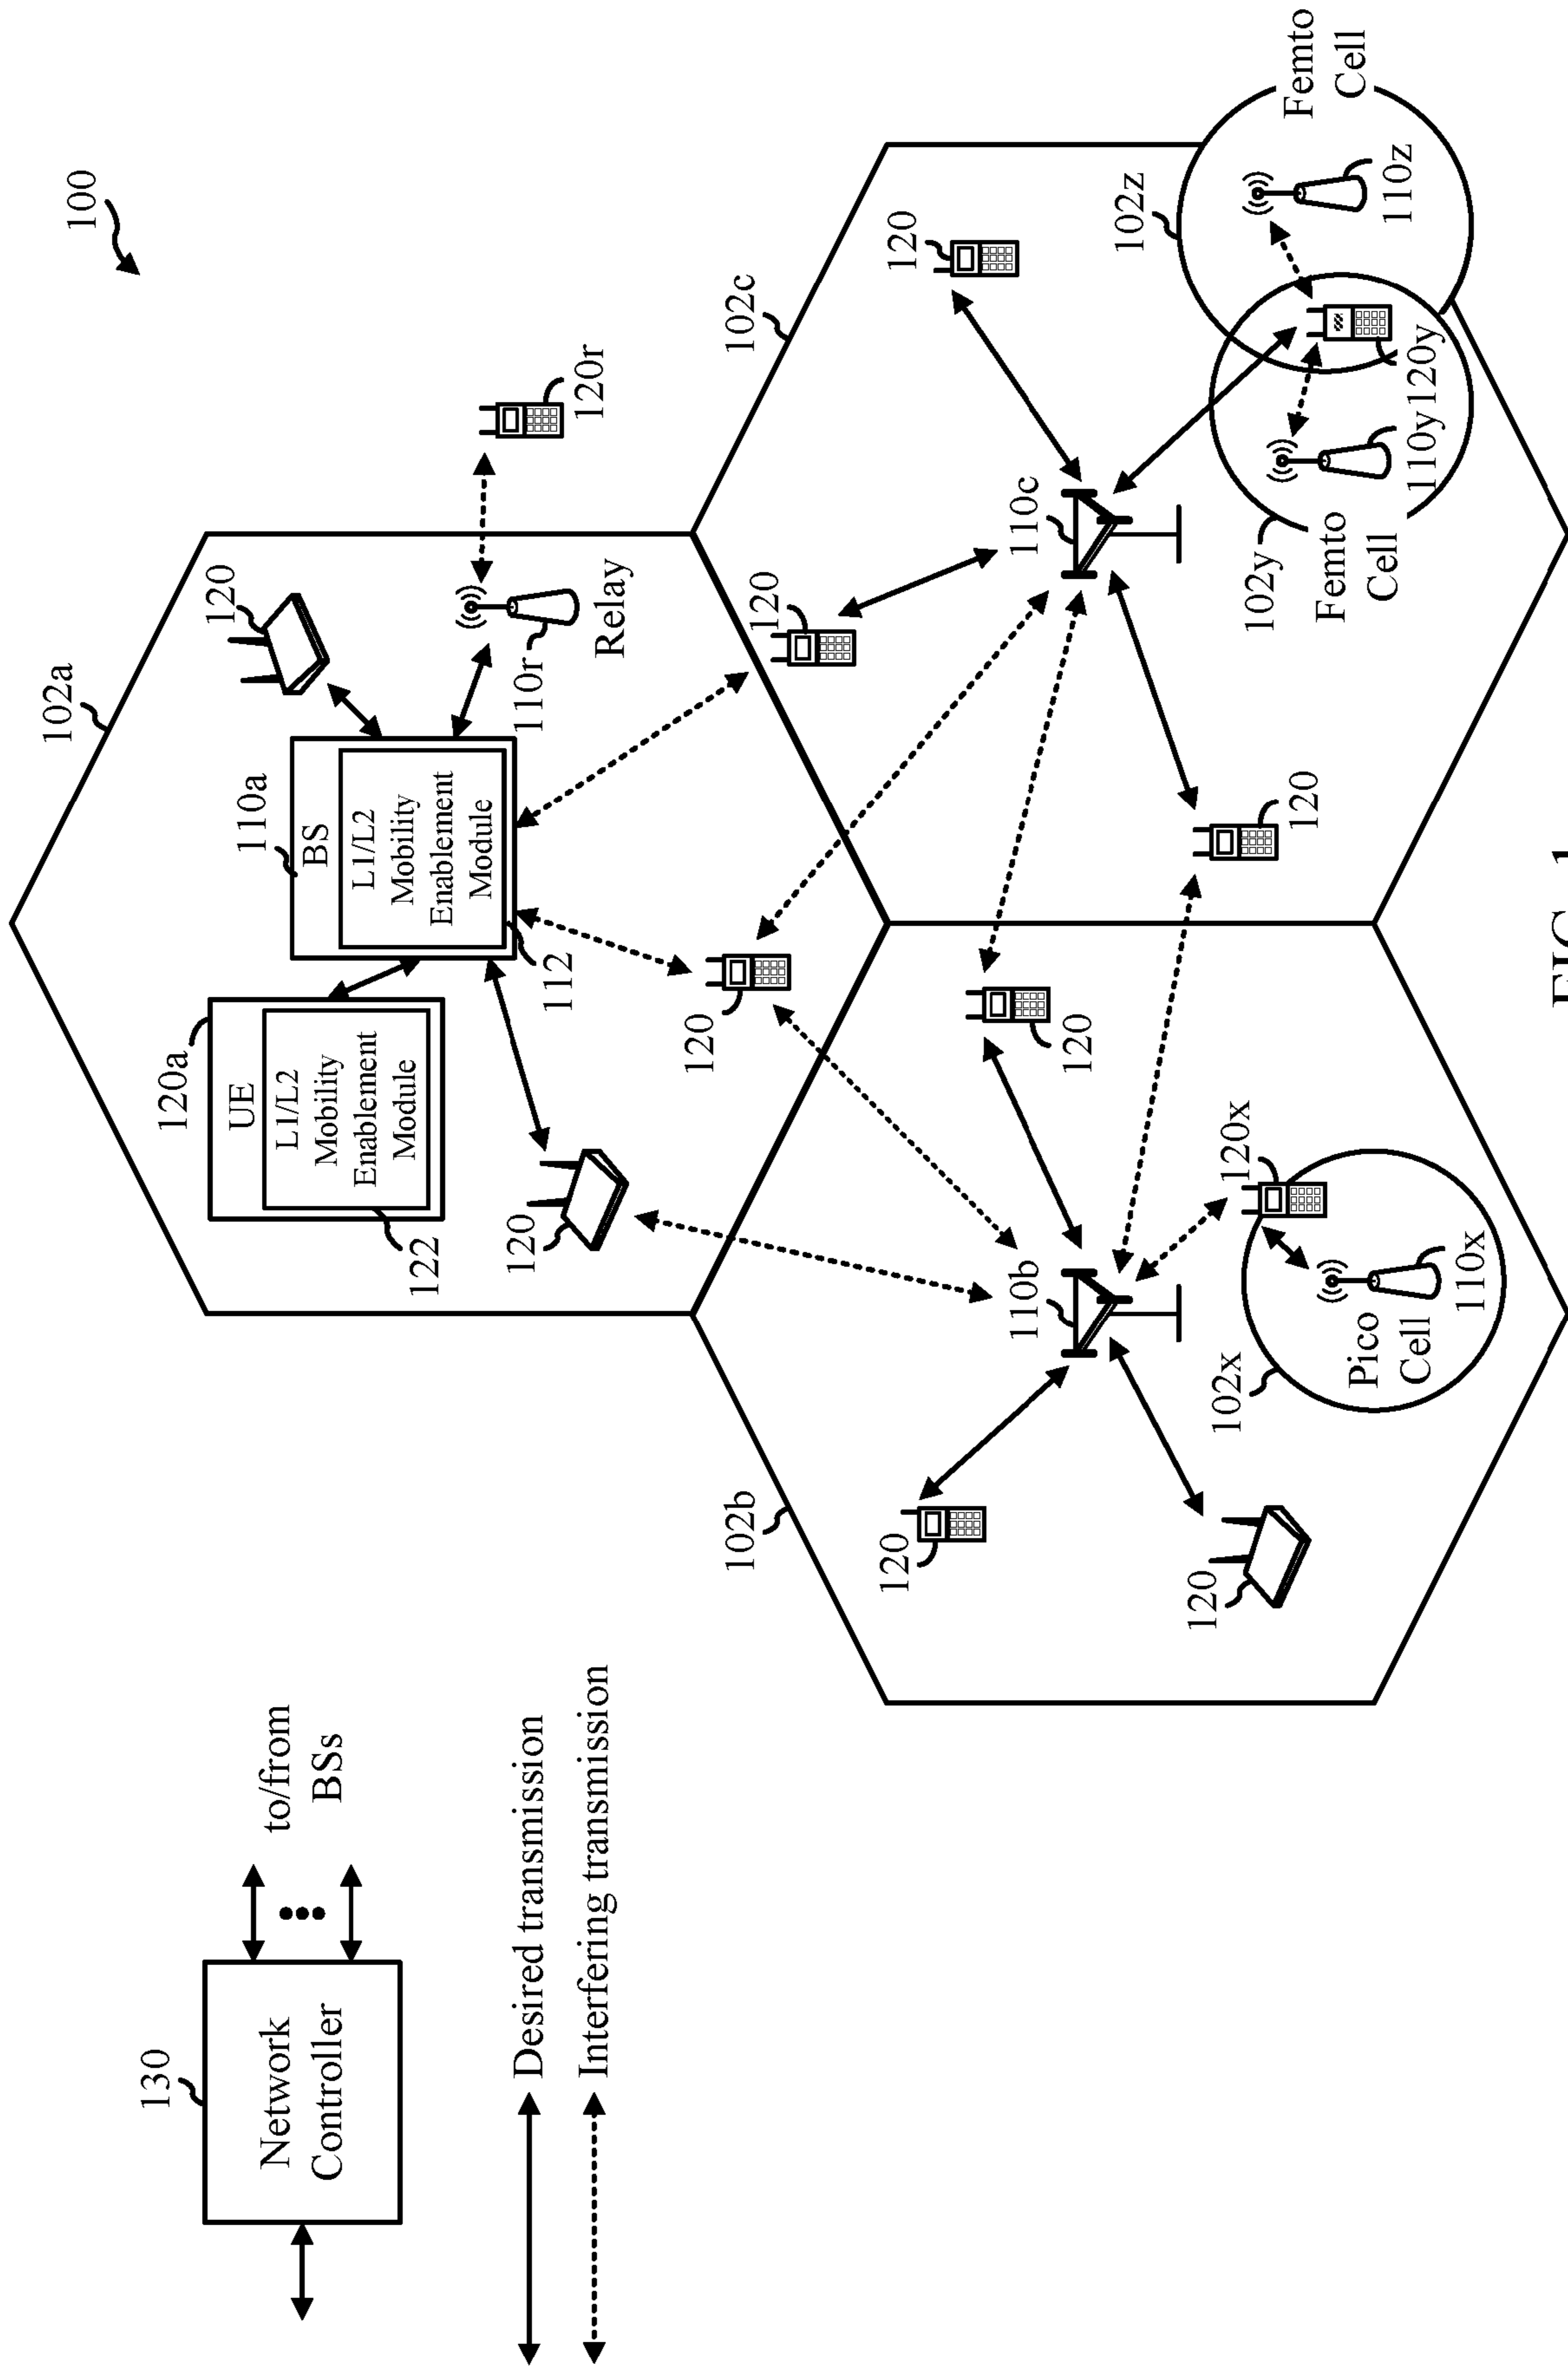 100
130
Network
Controller
to/from
BSs
Desired transmission
Interfering transmission
102a
120a
UE
L1/L2
Mobility
Enablement
Module
122
110a
BS
L1/L2
Mobility
Enablement
Module
112
120
110r
Relay
120r
120
120
120
102b
120
120
110b
120
102x
Pico
Cell
110x
120x
102c
120
110c
120
102y
Femto
Cell
110y
120y
102z
110z
Femto
Cell
FIG. 1